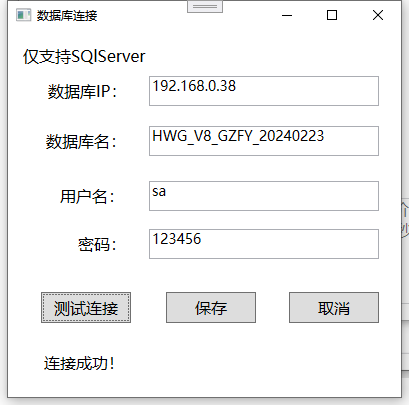 数据库连接
仅支持SQlServer
数据库IP： 192.168.0.38
数据库名： HWG_V8_GZFY_20240223
用户名： sa
密码： 123456
测试连接 保存 取消
连接成功！